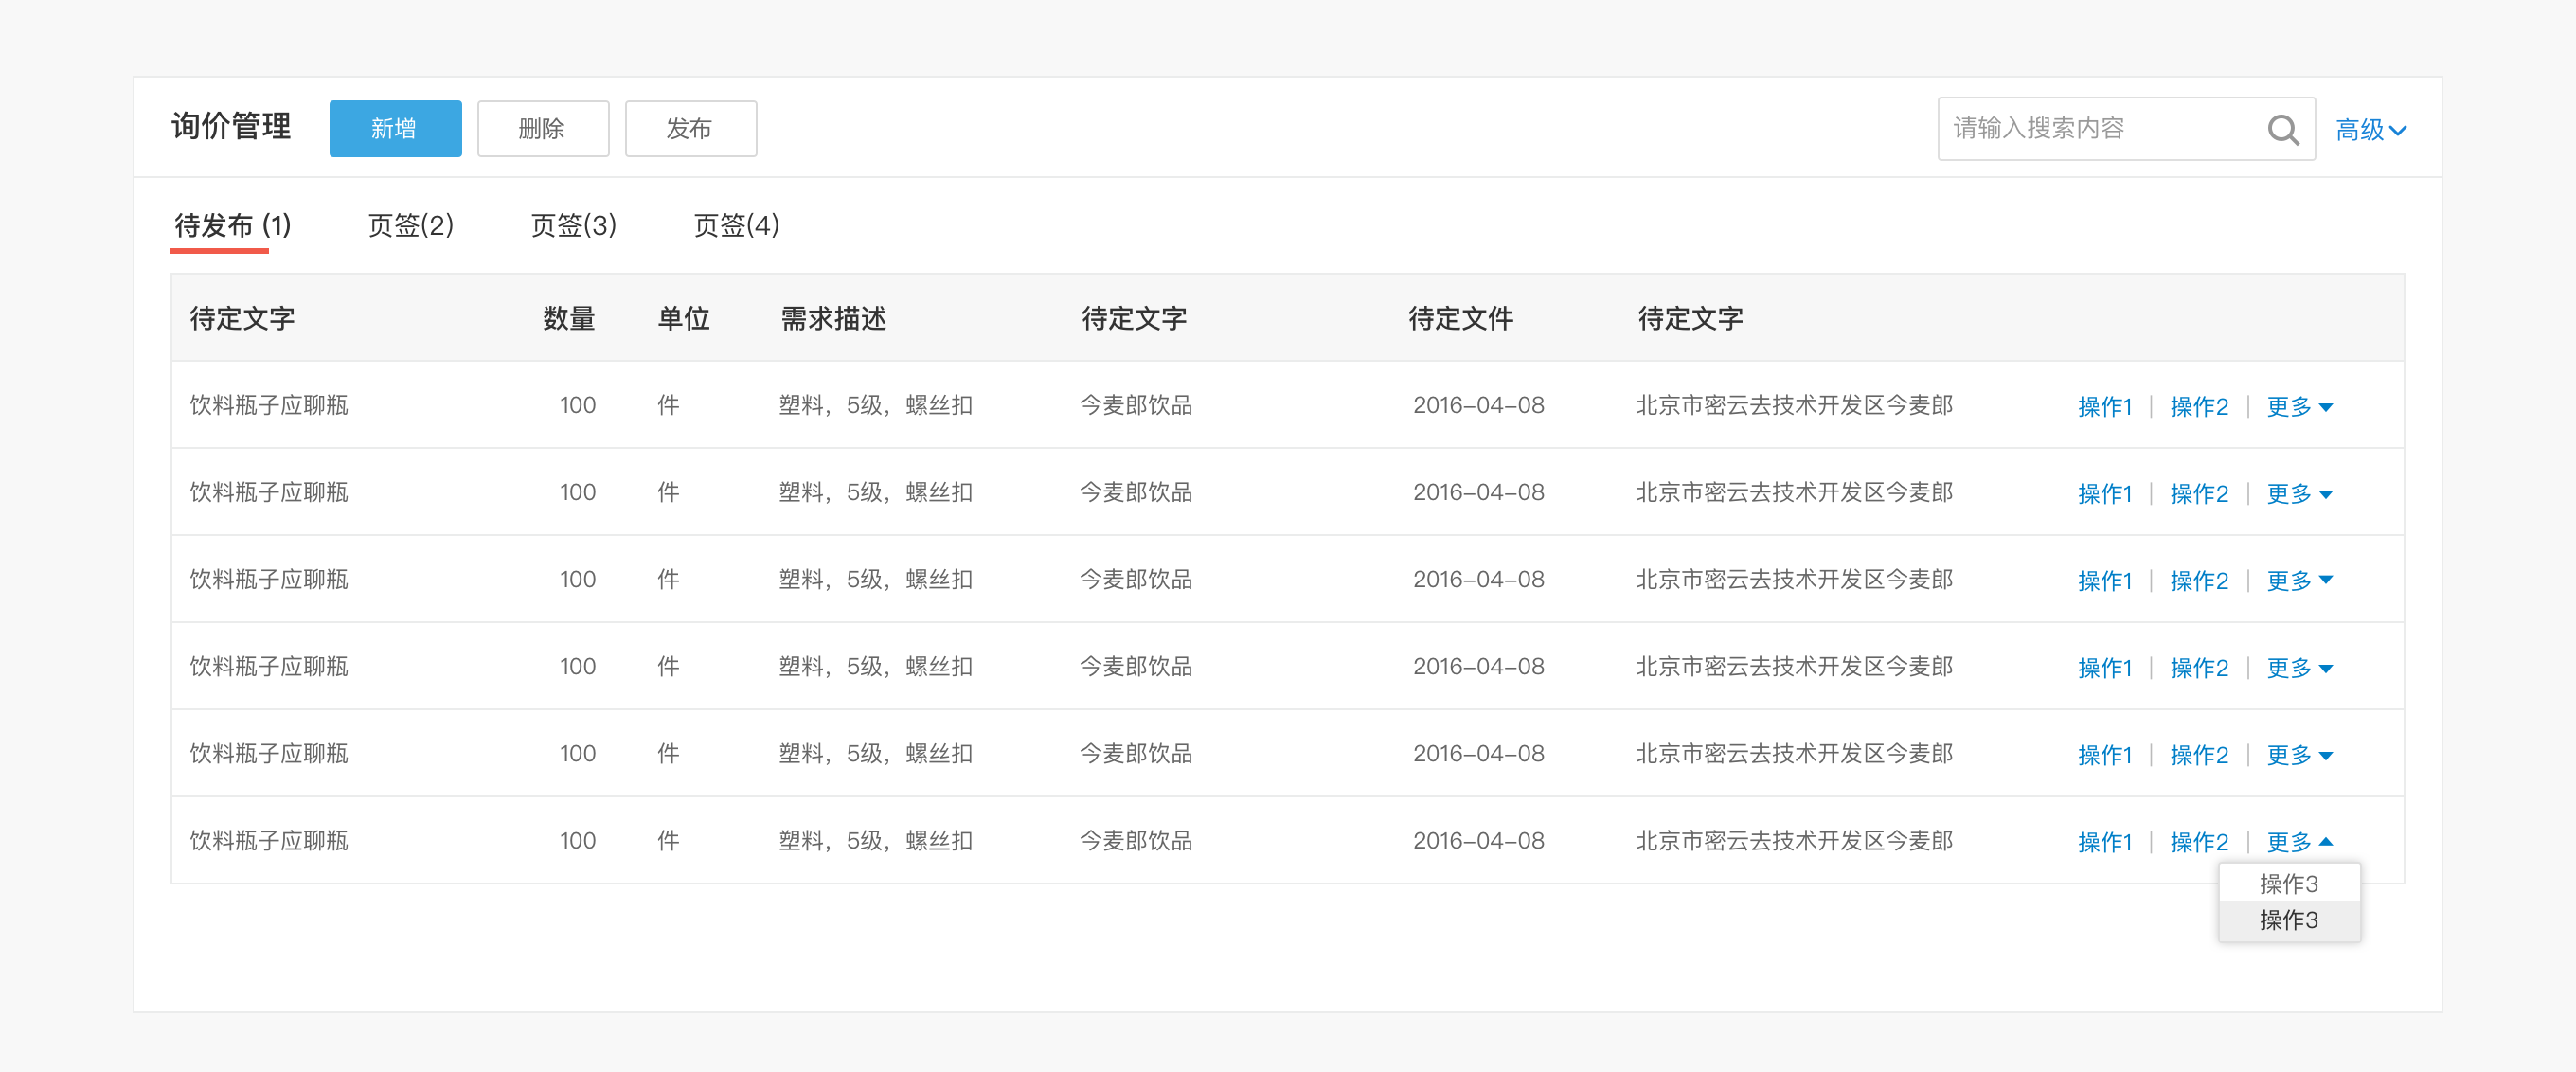 询价管理 新增 删除 发布 请输入搜索内容 高级
待发布 (1) 页签(2) 页签(3) 页签(4)
待定文字 数量 单位 需求描述 待定文字 待定文件 待定文字
饮料瓶子应聊瓶 100 件 塑料，5级，螺丝扣 今麦郎饮品 2016-04-08 北京市密云去技术开发区今麦郎 操作1 | 操作2 | 更多
饮料瓶子应聊瓶 100 件 塑料，5级，螺丝扣 今麦郎饮品 2016-04-08 北京市密云去技术开发区今麦郎 操作1 | 操作2 | 更多
饮料瓶子应聊瓶 100 件 塑料，5级，螺丝扣 今麦郎饮品 2016-04-08 北京市密云去技术开发区今麦郎 操作1 | 操作2 | 更多
饮料瓶子应聊瓶 100 件 塑料，5级，螺丝扣 今麦郎饮品 2016-04-08 北京市密云去技术开发区今麦郎 操作1 | 操作2 | 更多
饮料瓶子应聊瓶 100 件 塑料，5级，螺丝扣 今麦郎饮品 2016-04-08 北京市密云去技术开发区今麦郎 操作1 | 操作2 | 更多
饮料瓶子应聊瓶 100 件 塑料，5级，螺丝扣 今麦郎饮品 2016-04-08 北京市密云去技术开发区今麦郎 操作1 | 操作2 | 更多
操作3
操作3